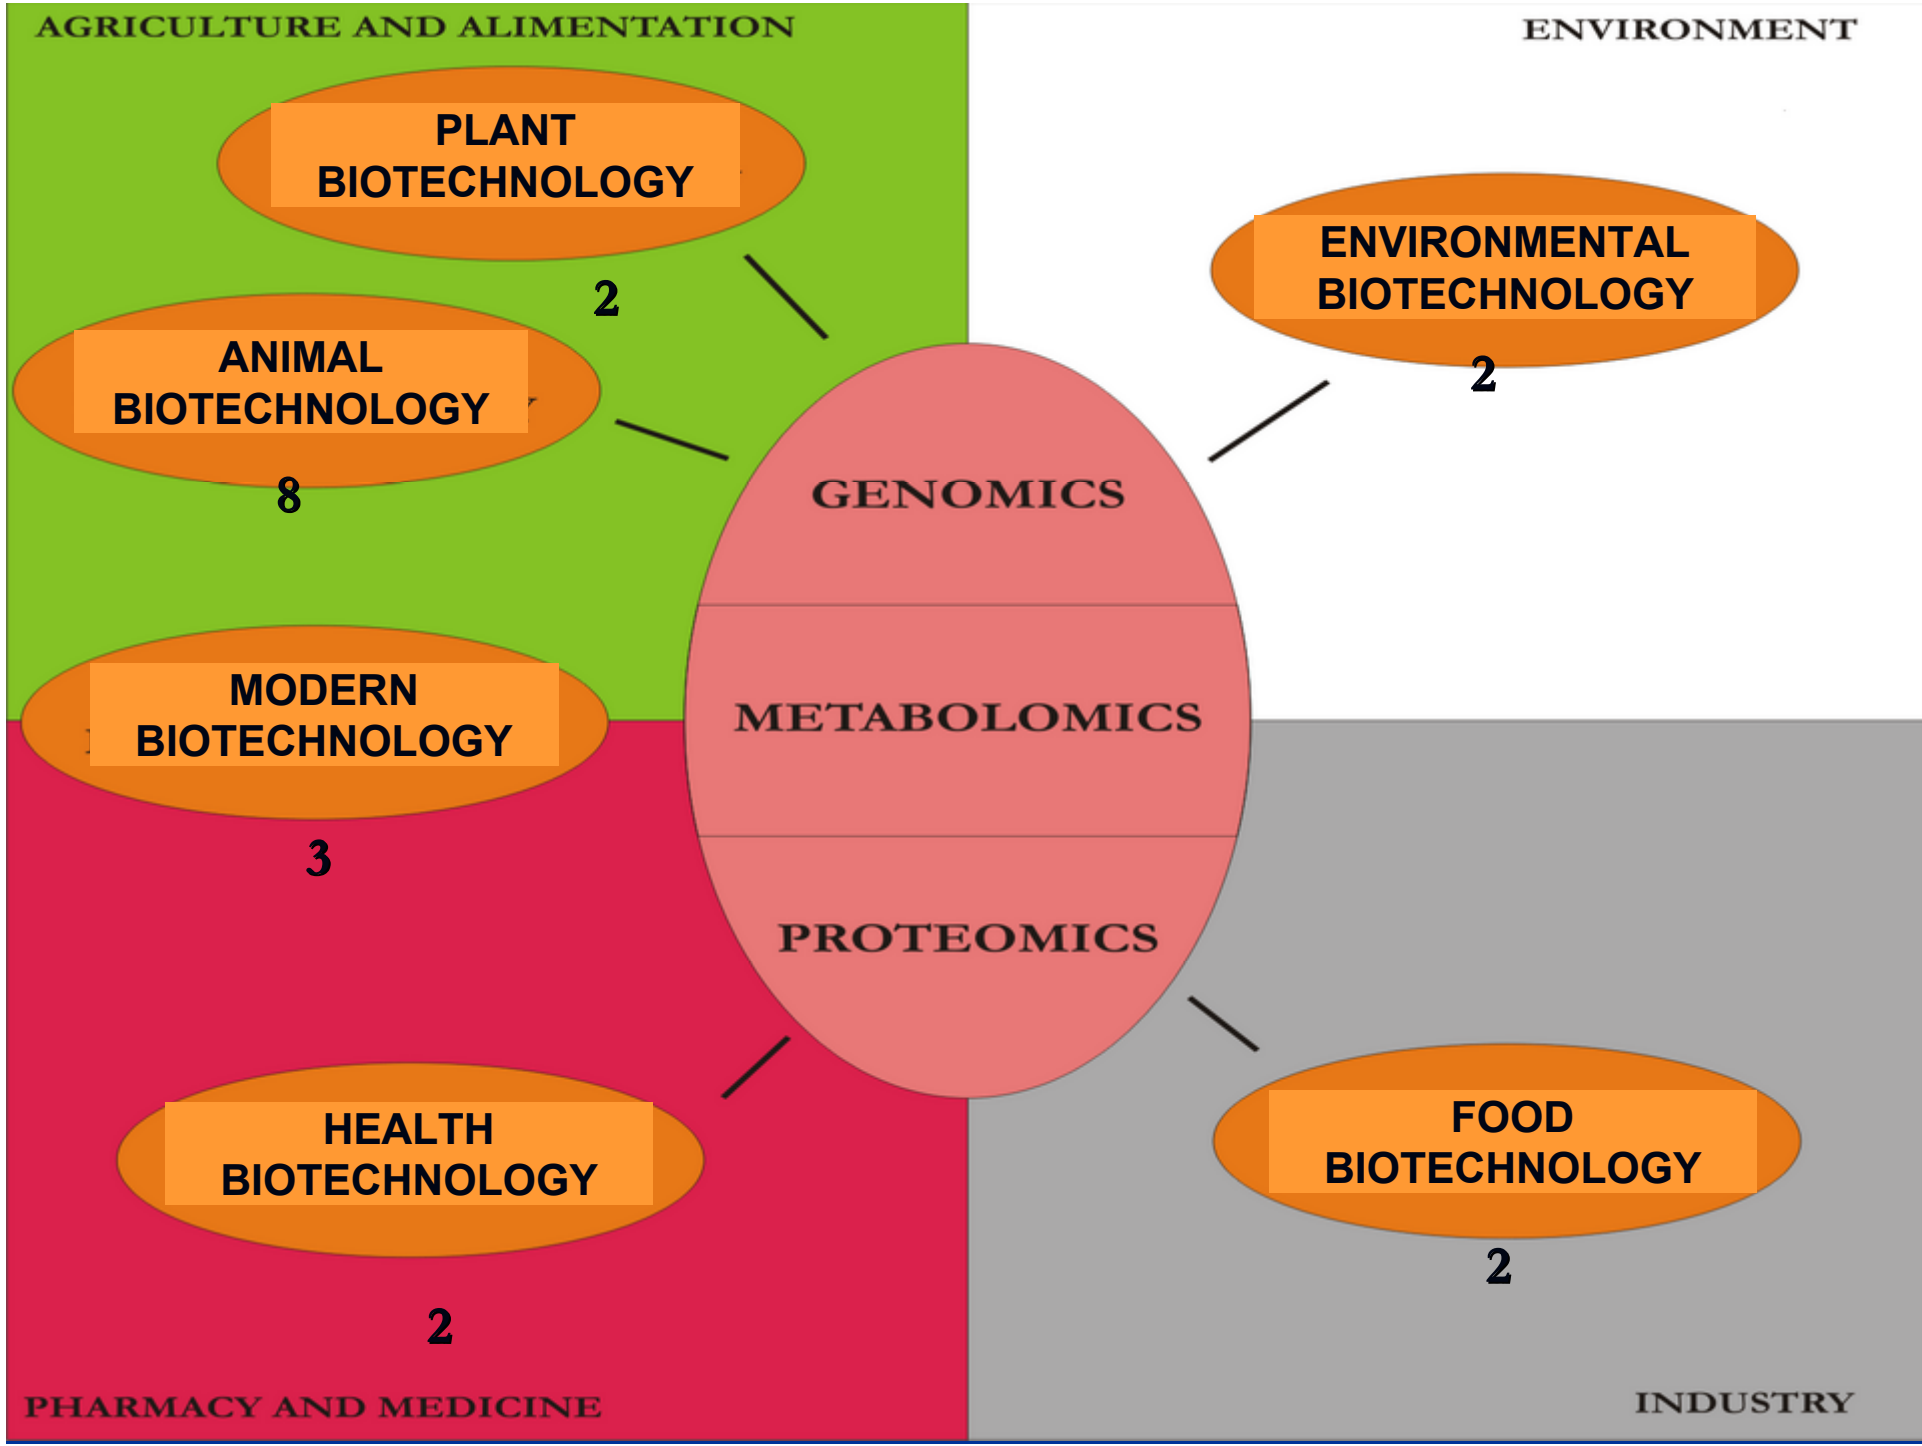 AGRICULTURE AND ALIMENTATION
ENVIRONMENT
PLANT
BIOTECHNOLOGY
2
ENVIRONMENTAL
BIOTECHNOLOGY
2
ANIMAL
BIOTECHNOLOGY
8
GENOMICS
METABOLOMICS
PROTEOMICS
MODERN
BIOTECHNOLOGY
3
HEALTH
BIOTECHNOLOGY
2
FOOD
BIOTECHNOLOGY
2
PHARMACY AND MEDICINE
INDUSTRY